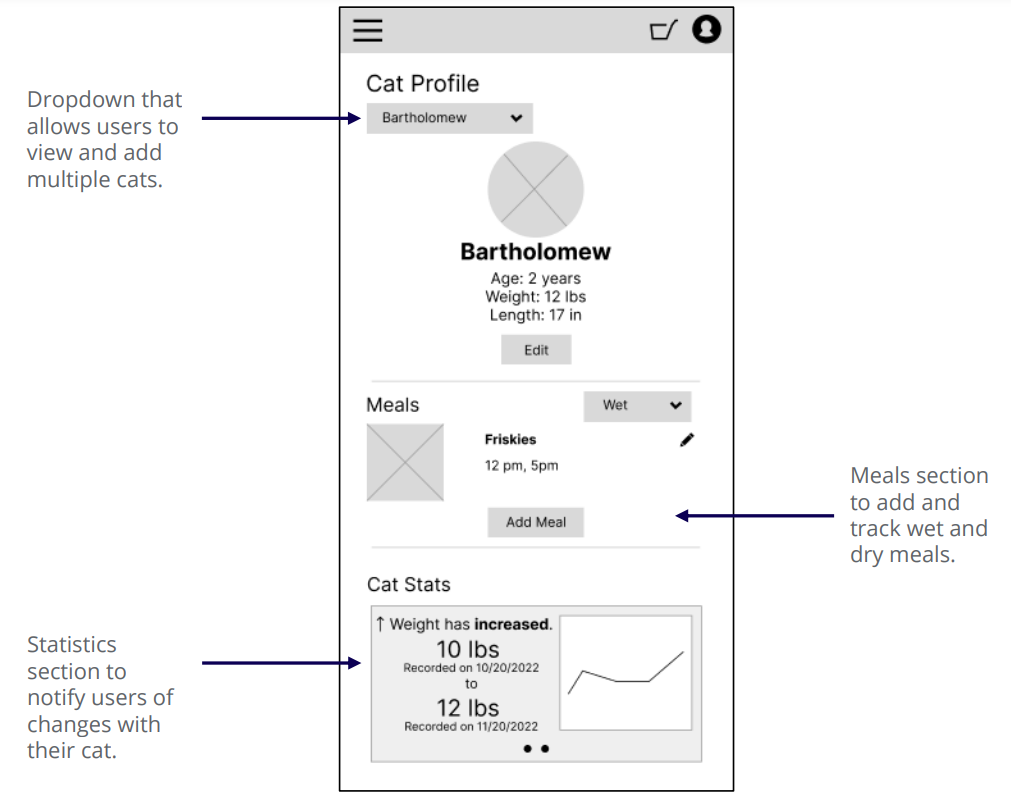 Cat Profile
Dropdown that
allows users to
view and add
multiple cats.
Bartholomew
Bartholomew
Age: 2 years
Weight: 12 lbs
Length: 17 in
Edit
Meals
Wet
Friskies
12 pm, 5pm
Add Meal
Meals section
to add and
track wet and
dry meals.
Cat Stats
Statistics
section to
notify users of
changes with
their cat.
↑ Weight has increased.
10 lbs
Recorded on 10/20/2022
to
12 lbs
Recorded on 11/20/2022